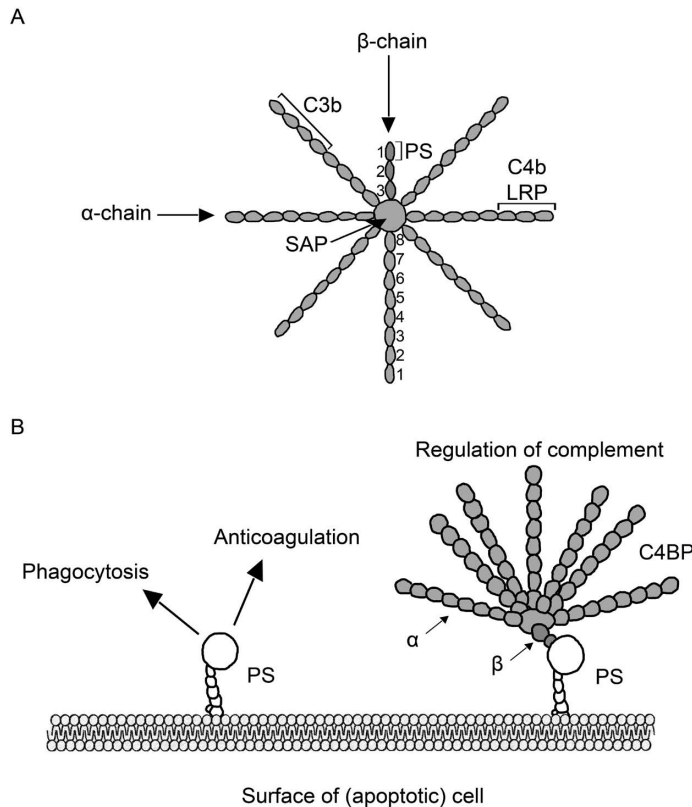 A
β-chain
C3b
1
PS
2
3
C4b
LRP
α-chain
SAP
8
7
6
5
4
3
2
1
B
Regulation of complement
Anticoagulation
Phagocytosis
C4BP
α
β
PS
PS
Surface of (apoptotic) cell